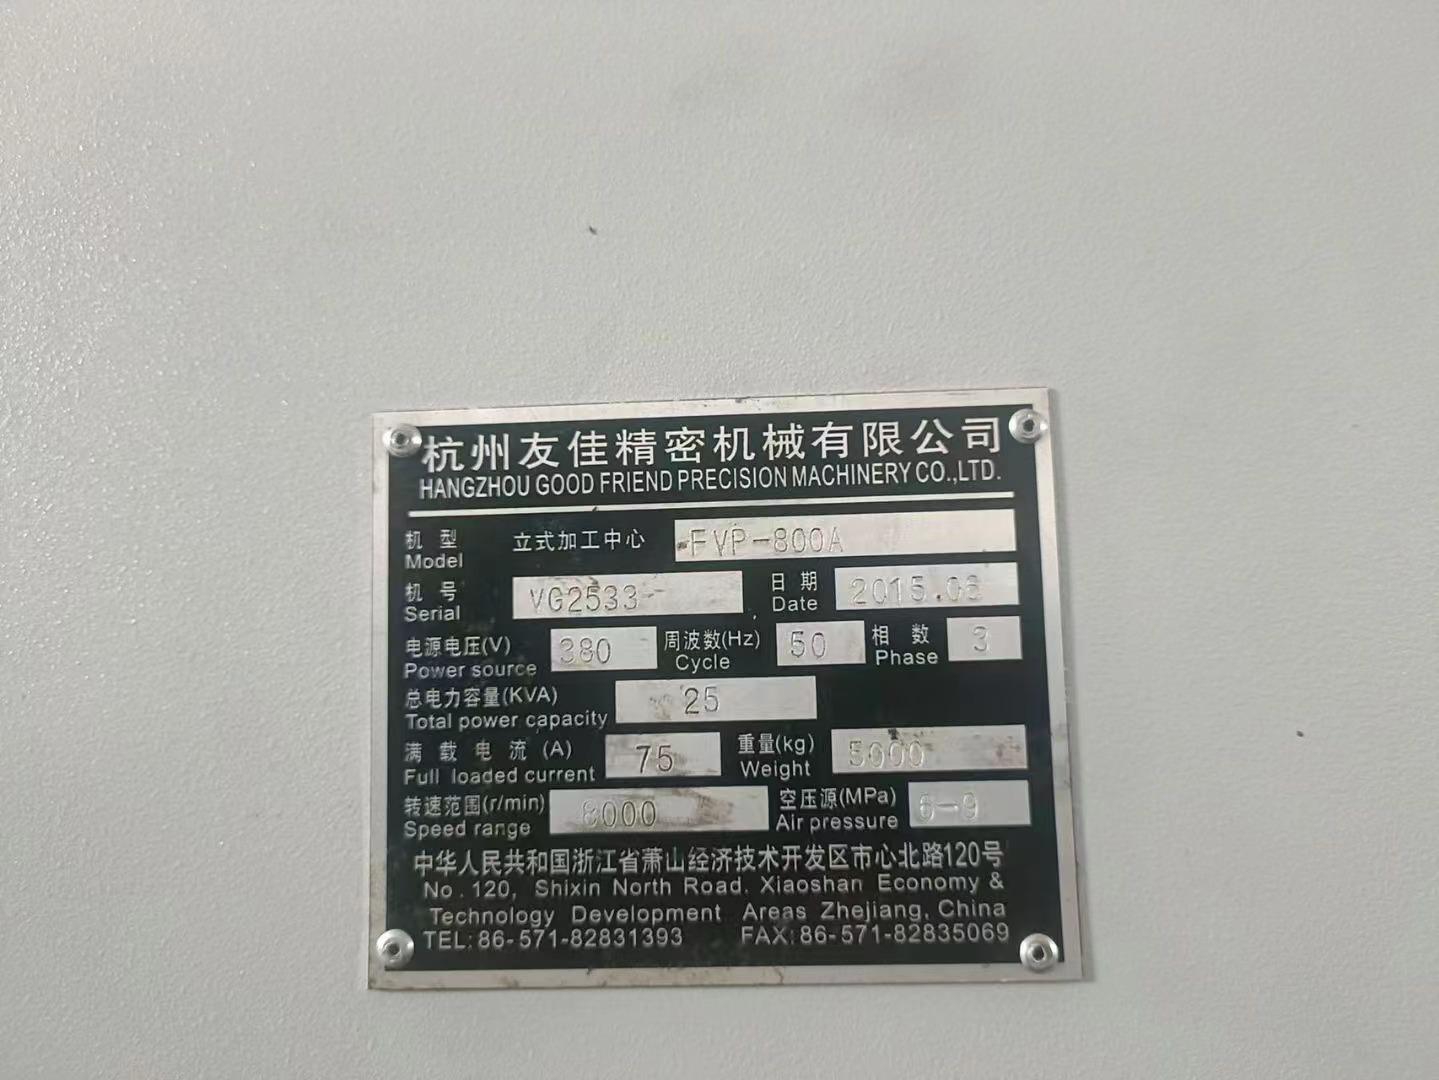 杭州友佳精密机械有限公司
HANGZHOU GOOD FRIEND PRECISION MACHINERY CO.,LTD.
机 型 立式加工中心 FVP-800A
Model
机 号 VG2533 日 期
Serial Date
电源电压(V) 380 周波数(Hz) 50 相 数 3
Power source Cycle Phase
总电力容量(KVA) 25
Total power capacity
满 载 电 流 (A) 75 重量(kg) 5000
Full loaded current Weight
转速范围(r/min) 8000 空压源(MPa) 6-9
Speed range Air pressure
中华人民共和国浙江省萧山经济技术开发区市心北路120号
No.120, Shixin North Road. Xiaoshan Economy &
Technology Development Areas Zhejiang, China
TEL:86-571-82831393 FAX:86-571-82835069